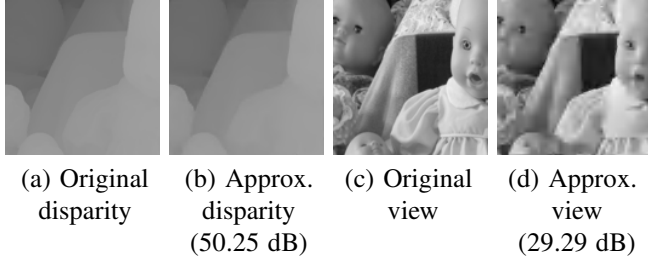 (a) Original
disparity
(b) Approx.
disparity
(50.25 dB)
(c) Original
view
(d) Approx.
view
(29.29 dB)